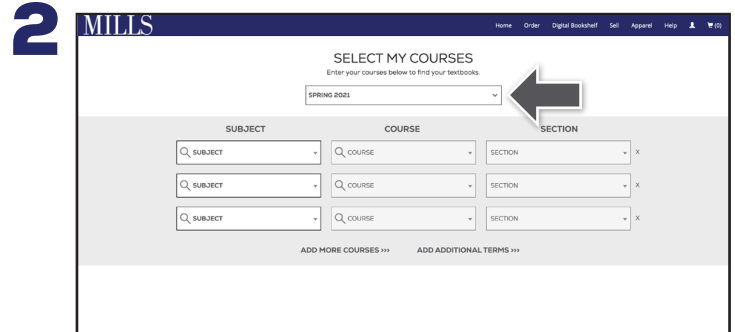 2
MILLS
Home Order Digital Bookshelf Sell Apparel Help (0)
SELECT MY COURSES
Enter your courses below to find your textbooks.
SPRING 2021
SUBJECT COURSE SECTION
SUBJECT COURSE SECTION X
SUBJECT COURSE SECTION X
SUBJECT COURSE SECTION X
ADD MORE COURSES >>> ADD ADDITIONAL TERMS >>>